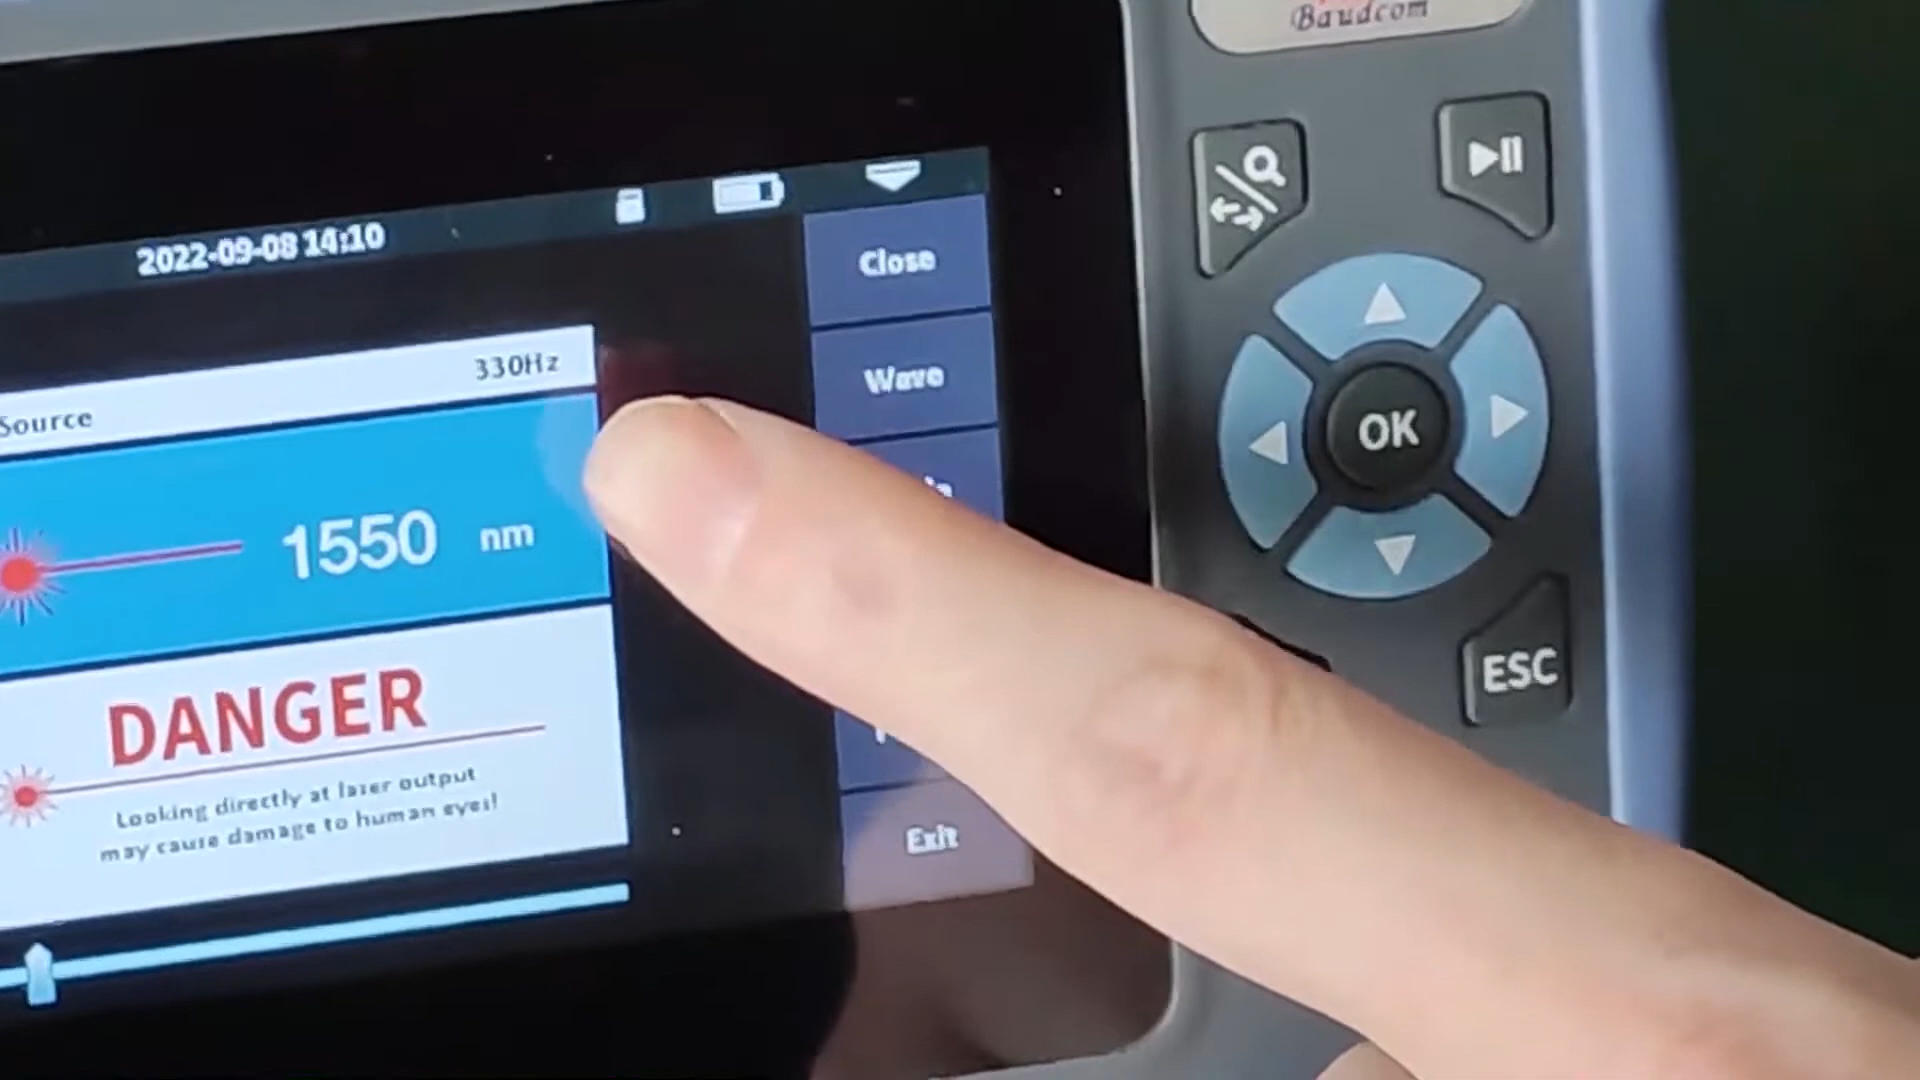 Baudcom
2022-09-08 14:10
Close
330Hz
Wave
Source
OK
1550 nm
ESC
DANGER
Looking directly at laser output
may cause damage to human eyes!
Exit